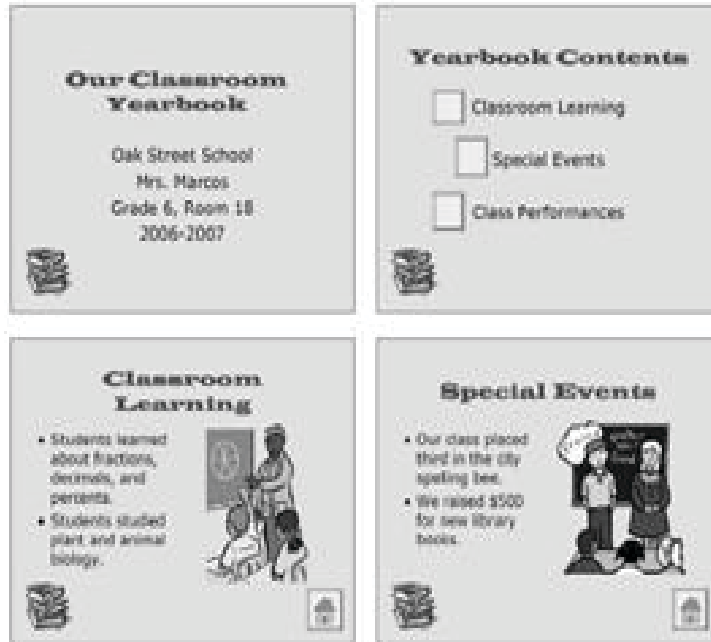 Our Classroom
Yearbook
Oak Street School
Mrs. Marcos
Grade 6, Room 18
2006-2007
Yearbook Contents
Classroom Learning
Special Events
Class Performances
Classroom
Learning
• Students learned
about fractions,
decimals, and
percents.
• Students studied
plant and animal
biology.
Special Events
• Our class placed
third in the city
spelling bee.
• We raised $500
for new library
books.